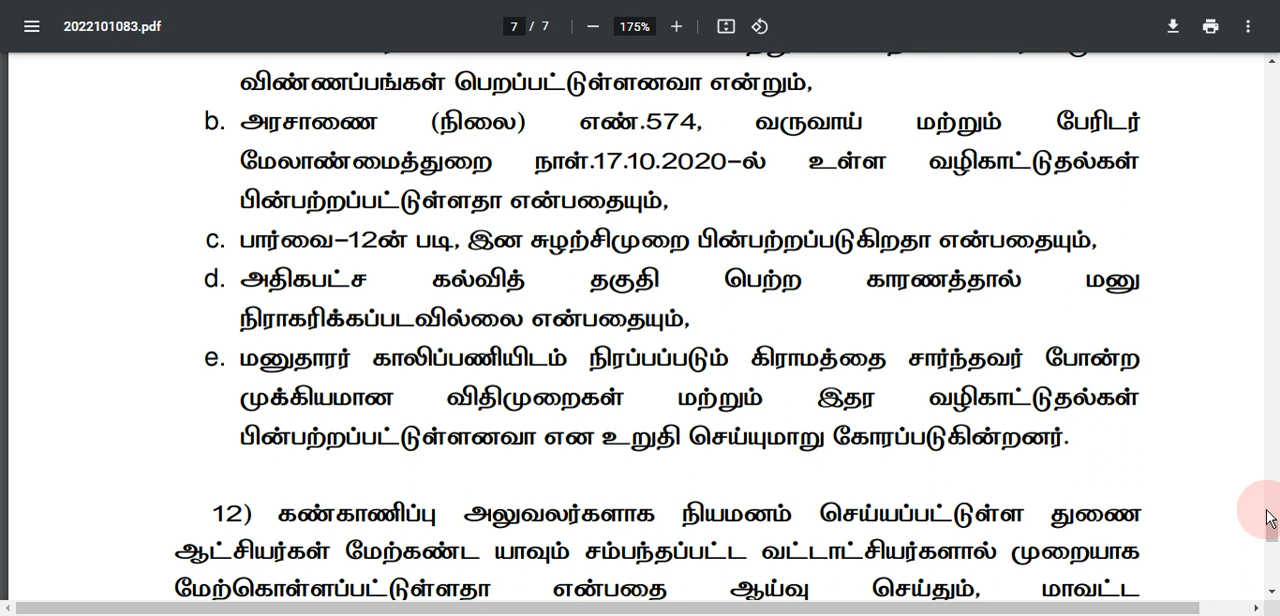 2022101083.pdf
7 / 7
175%
விண்ணப்பங்கள் பெறப்பட்டுள்ளனவா என்றும்,
b. அரசாணை (நிலை) எண்.574, வருவாய் மற்றும் பேரிடர்
மேலாண்மைத்துறை நாள்.17.10.2020-ல் உள்ள வழிகாட்டுதல்கள்
பின்பற்றப்பட்டுள்ளதா என்பதையும்,
c. பார்வை-12ன் படி, இன சுழற்சிமுறை பின்பற்றப்படுகிறதா என்பதையும்,
d. அதிகபட்ச கல்வித் தகுதி பெற்ற காரணத்தால் மனு
நிராகரிக்கப்படவில்லை என்பதையும்,
e. மனுதாரர் காலிப்பணியிடம் நிரப்பப்படும் கிராமத்தை சார்ந்தவர் போன்ற
முக்கியமான விதிமுறைகள் மற்றும் இதர வழிகாட்டுதல்கள்
பின்பற்றப்பட்டுள்ளனவா என உறுதி செய்யுமாறு கோரப்படுகின்றனர்.
12) கண்காணிப்பு அலுவலர்களாக நியமனம் செய்யப்பட்டுள்ள துணை
ஆட்சியர்கள் மேற்கண்ட யாவும் சம்பந்தப்பட்ட வட்டாட்சியர்களால் முறையாக
மேற்கொள்ளப்பட்டுள்ளதா என்பதை ஆய்வு செய்தும், மாவட்ட